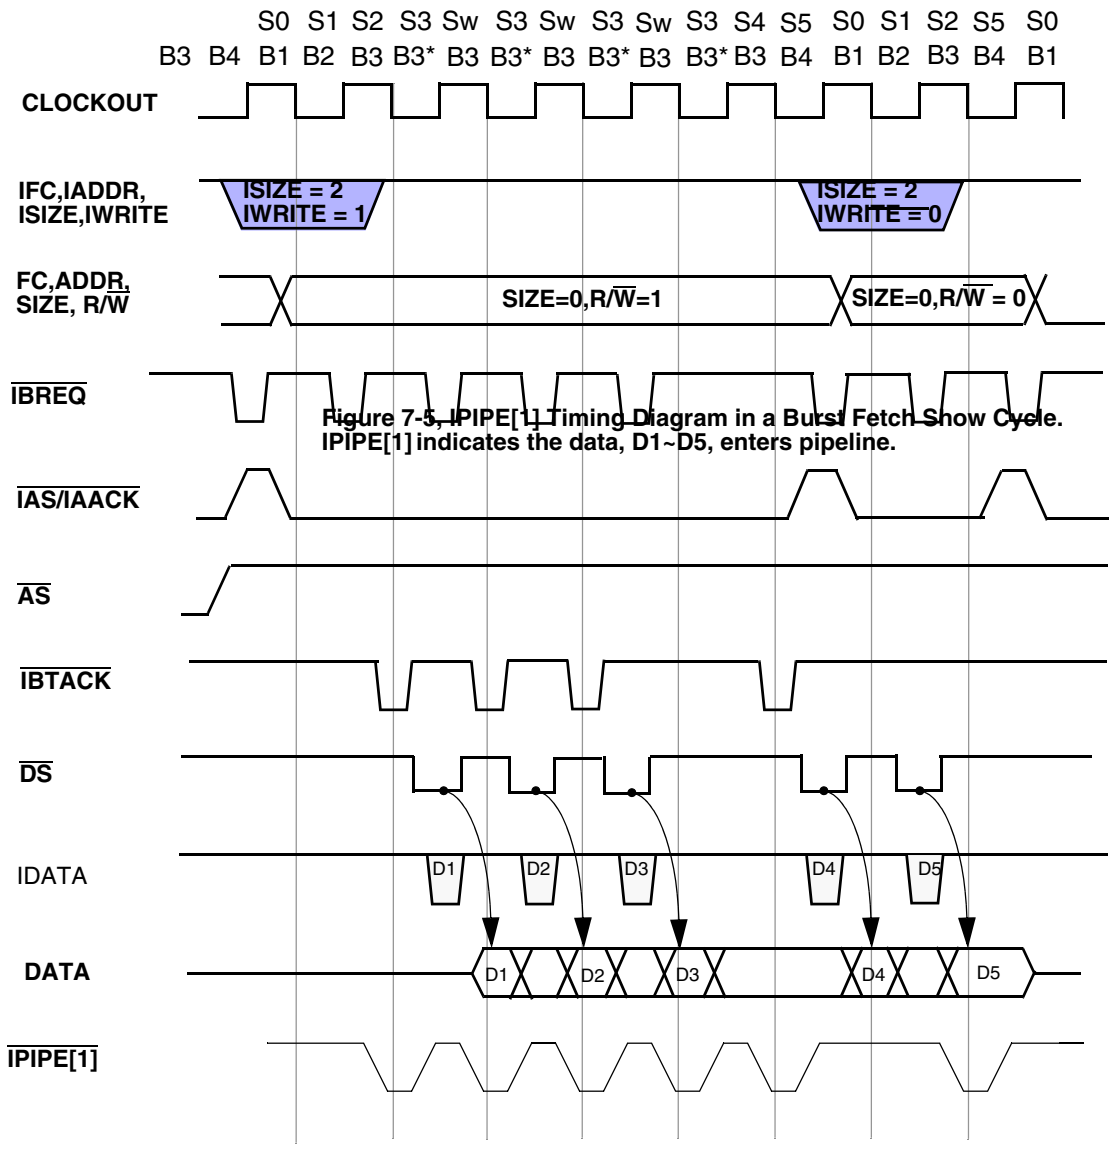 S0 S1 S2 S3 Sw S3 Sw S3 Sw S3 S4 S5 S0 S1 S2 S5 S0
B3 B4 B1 B2 B3 B3* B3 B3* B3 B3* B3 B3* B3 B4 B1 B2 B3 B4 B1
CLOCKOUT
IFC,IADDR,
ISIZE,IWRITE
ISIZE = 2
IWRITE = 1
ISIZE = 2
IWRITE = 0
FC,ADDR,
SIZE, R/W
SIZE=0,R/W=1
SIZE=0,R/W = 0
IBREQ
Figure 7-5, IPIPE[1] Timing Diagram in a Burst Fetch Show Cycle.
IPIPE[1] indicates the data, D1~D5, enters pipeline.
IAS/IAACK
AS
IBTACK
DS
IDATA
D1 D2 D3 D4 D5
DATA
D1 D2 D3 D4 D5
IPIPE[1]